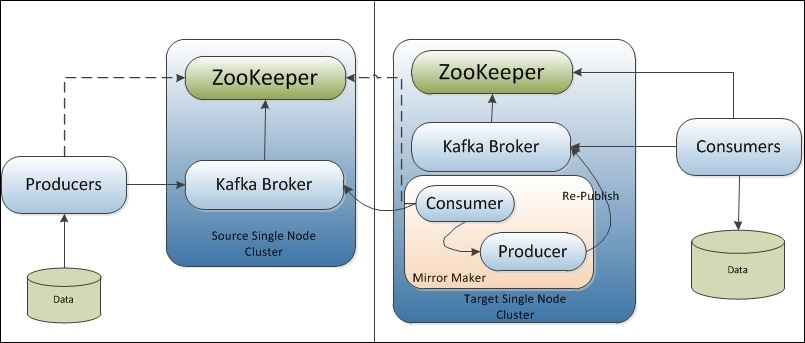 ZooKeeper
Producers
Kafka Broker
Source Single Node
Cluster
Data
ZooKeeper
Kafka Broker
Consumer
Re-Publish
Producer
Mirror Maker
Target Single Node
Cluster
Consumers
Data